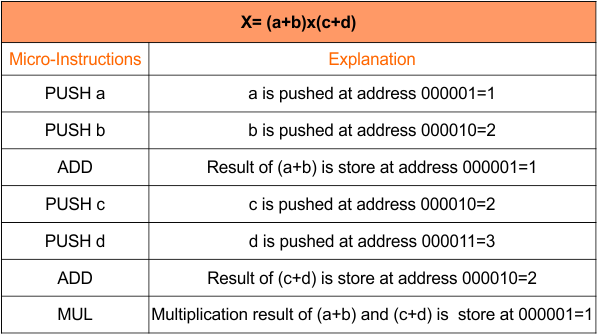 X= (a+b)x(c+d)
Micro-Instructions Explanation
PUSH a a is pushed at address 000001=1
PUSH b b is pushed at address 000010=2
ADD Result of (a+b) is store at address 000001=1
PUSH c c is pushed at address 000010=2
PUSH d d is pushed at address 000011=3
ADD Result of (c+d) is store at address 000010=2
MUL Multiplication result of (a+b) and (c+d) is store at 000001=1